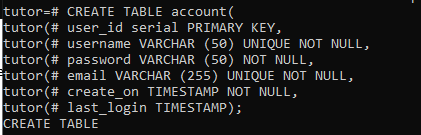 tutor=# CREATE TABLE account(
tutor(# user_id serial PRIMARY KEY,
tutor(# username VARCHAR (50) UNIQUE NOT NULL,
tutor(# password VARCHAR (50) NOT NULL,
tutor(# email VARCHAR (255) UNIQUE NOT NULL,
tutor(# create_on TIMESTAMP NOT NULL,
tutor(# last_login TIMESTAMP);
CREATE TABLE